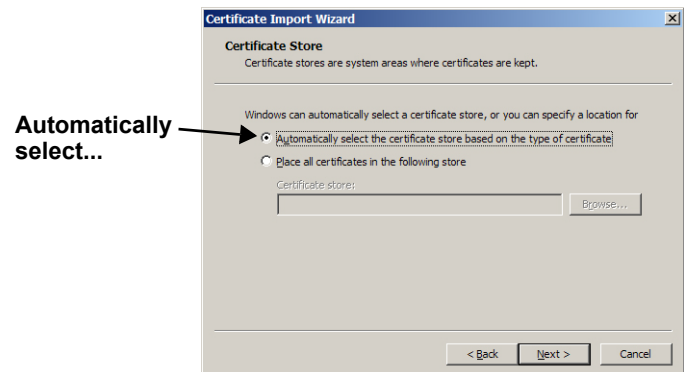 Certificate Import Wizard
Certificate Store
Certificate stores are system areas where certificates are kept.
Windows can automatically select a certificate store, or you can specify a location for
Automatically
select...
Automatically select the certificate store based on the type of certificate
Place all certificates in the following store
Certificate store:
Browse...
< Back
Next >
Cancel